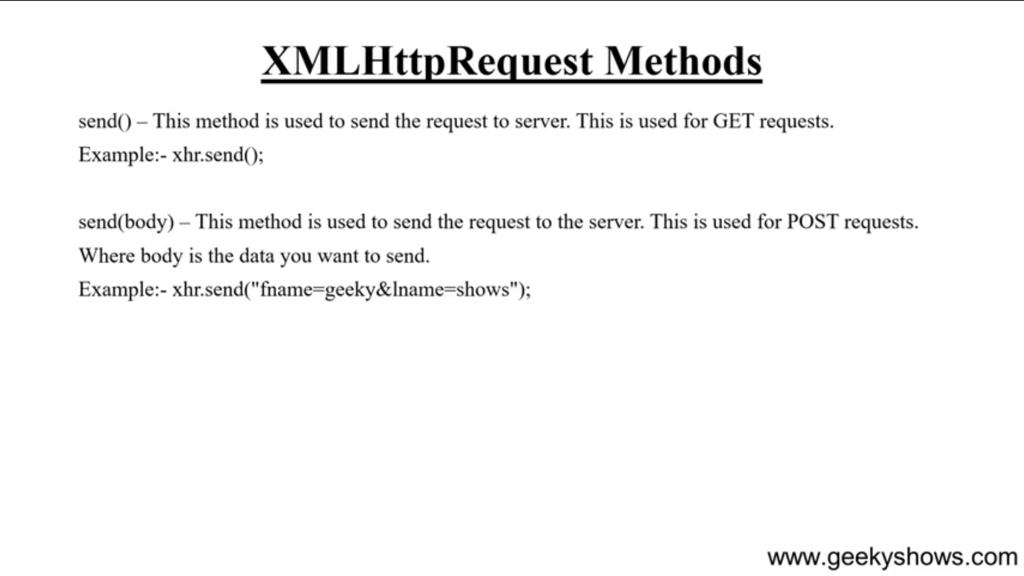 XMLHttpRequest Methods
send() – This method is used to send the request to server. This is used for GET requests.
Example:- xhr.send();
send(body) – This method is used to send the request to the server. This is used for POST requests.
Where body is the data you want to send.
Example:- xhr.send("fname=geeky&lname=shows");
www.geekyshows.com